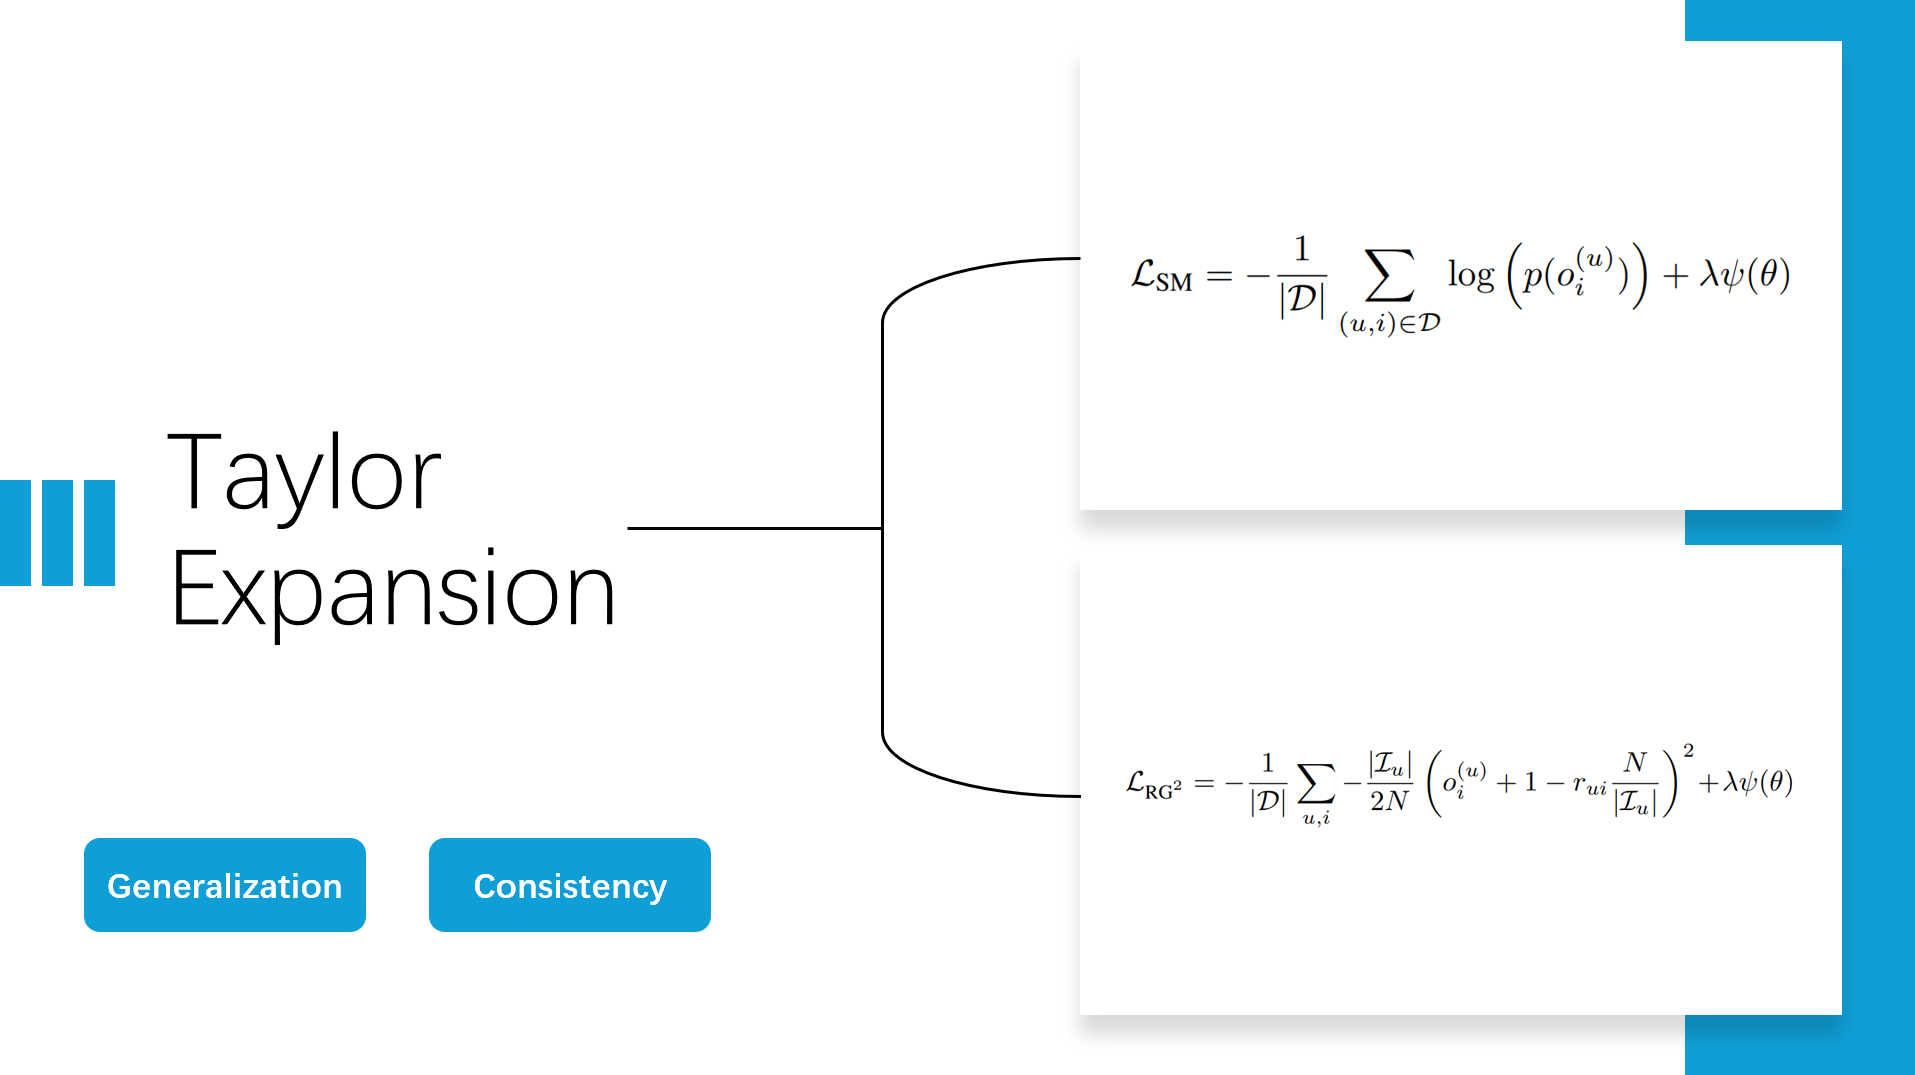 Taylor
Expansion
Generalization
Consistency
$\mathcal{L}_{\text{SM}} = -\frac{1}{|\mathcal{D}|} \sum_{(u,i)\in\mathcal{D}} \log\left(p(o_i^{(u)})\right) + \lambda\psi(\theta)$
$\mathcal{L}_{\text{RG}^2} = -\frac{1}{|\mathcal{D}|} \sum_{u,i} -\frac{|\mathcal{I}_u|}{2N} \left(o_i^{(u)} + 1 - r_{ui}\frac{N}{|\mathcal{I}_u|}\right)^2 + \lambda\psi(\theta)$